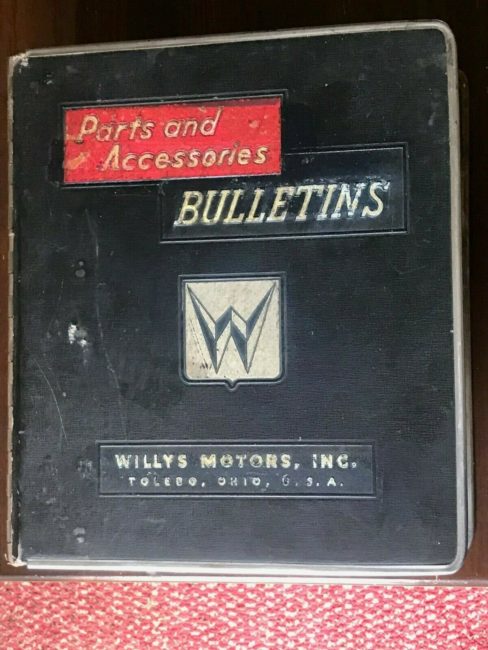 Parts and
Accessories
BULLETINS
W
WILLYS MOTORS, INC.
TOLEDO, OHIO, U.S.A.